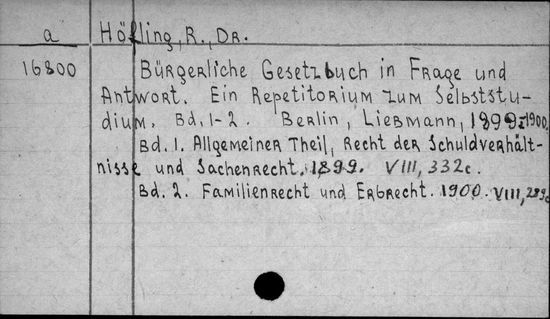 a Höfling, R., Dr.
16800 Bürgerliche Gesetzbuch in Frage und
Antwort. Ein Repetitorium zum Selbststu-
dium. Bd. 1-2. Berlin, Liebmann, 1899-1900.
Bd. 1. Allgemeiner Theil, Recht der Schuldverhält-
nisse und Sachenrecht. 1899. VIII, 332c.
Bd. 2. Familienrecht und Erbrecht. 1900. VIII,